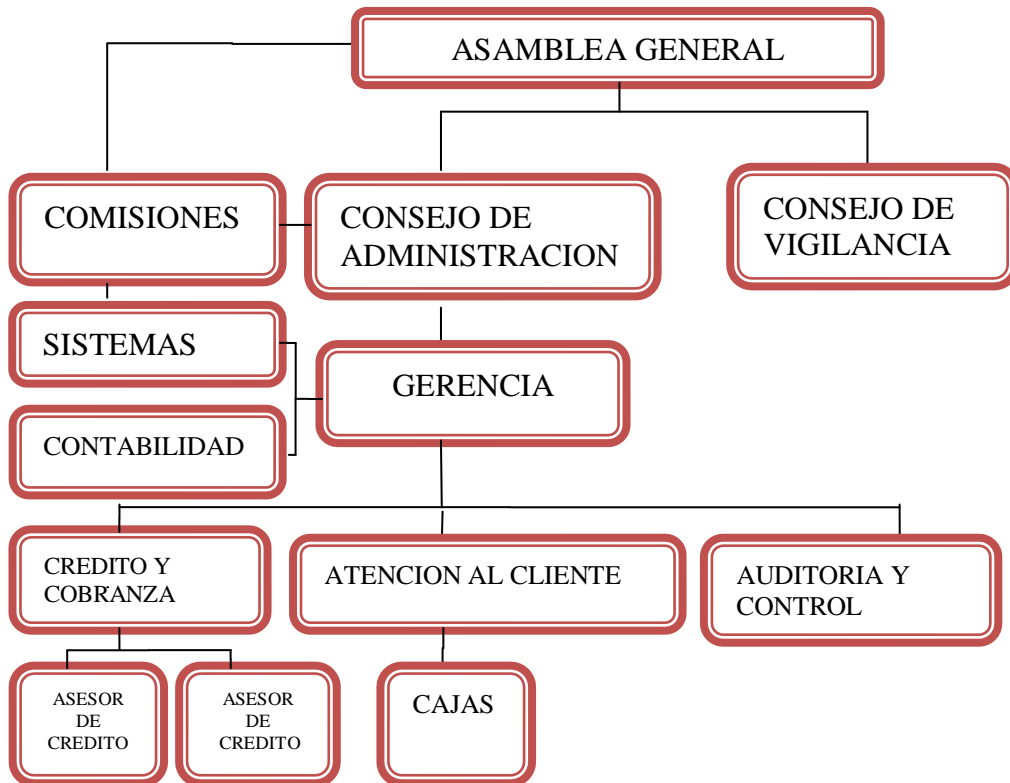 ASAMBLEA GENERAL
COMISIONES
CONSEJO DE
ADMINISTRACION
CONSEJO DE
VIGILANCIA
SISTEMAS
GERENCIA
CONTABILIDAD
CREDITO Y
COBRANZA
ATENCION AL CLIENTE
AUDITORIA Y
CONTROL
ASESOR
DE
CREDITO
ASESOR
DE
CREDITO
CAJAS